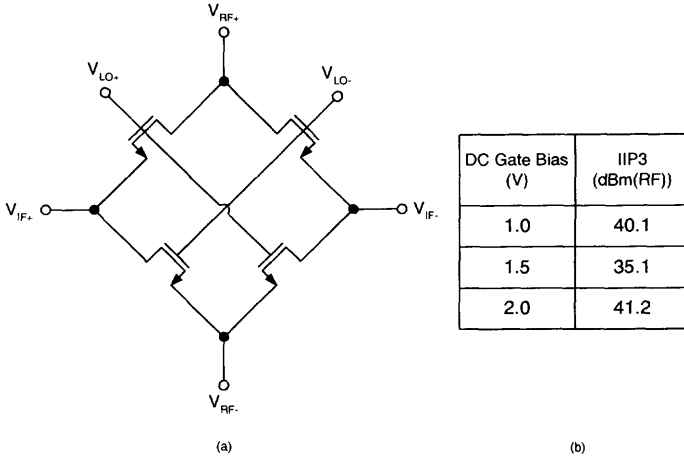 V_RF+
V_LO+
V_LO-
V_IF+
V_IF-
V_RF-
(a)
DC Gate Bias (V) IIP3 (dBm(RF))
1.0 40.1
1.5 35.1
2.0 41.2
(b)